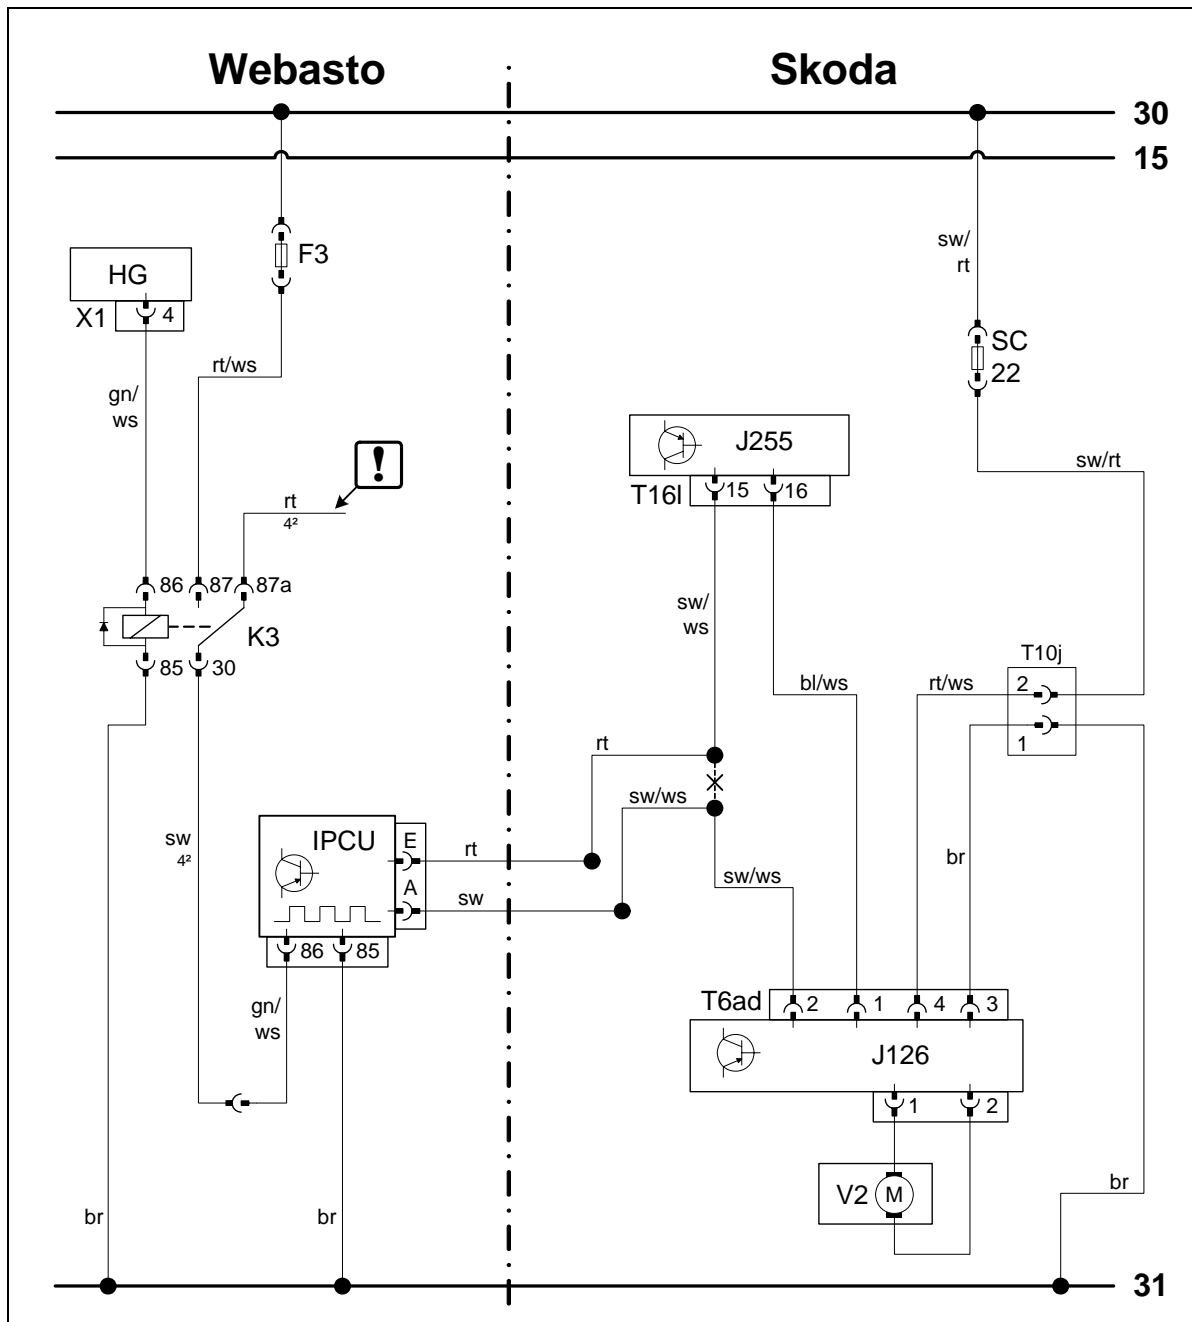 Webasto
Skoda
30
15
F3
sw/
rt
HG
X1
4
SC
22
rt/ws
gn/
ws
J255
sw/rt
T16l
15
16
!
rt
4²
86
87
87a
K3
85
30
sw/
ws
T10j
2
1
bl/ws
rt/ws
rt
sw/ws
sw
4²
IPCU
E
A
rt
sw
br
sw/ws
86
85
gn/
ws
T6ad
2
1
4
3
J126
1
2
V2
M
br
br
br
31